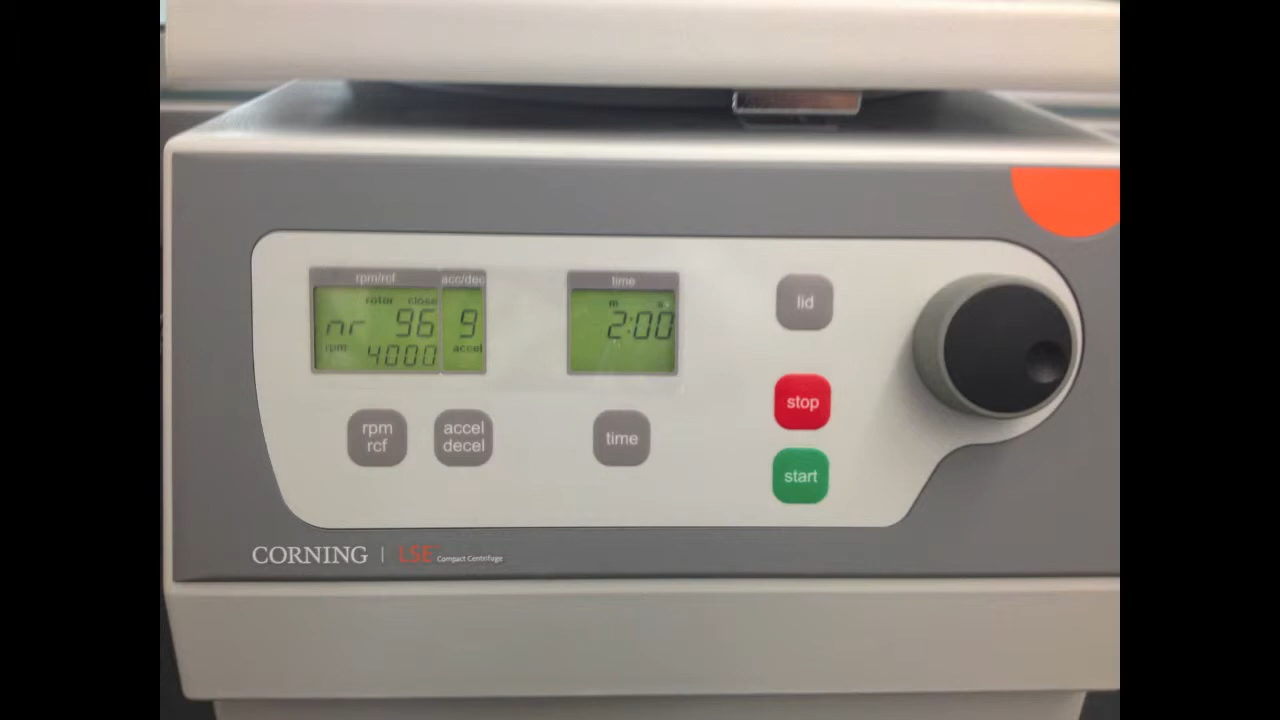 rpm/rcf acc/dec
rotor close
nr 96 9
rpm 4000 accel
time
m s
2:00
lid
stop
start
rpm
rcf
accel
decel
time
CORNING | LSE Compact Centrifuge